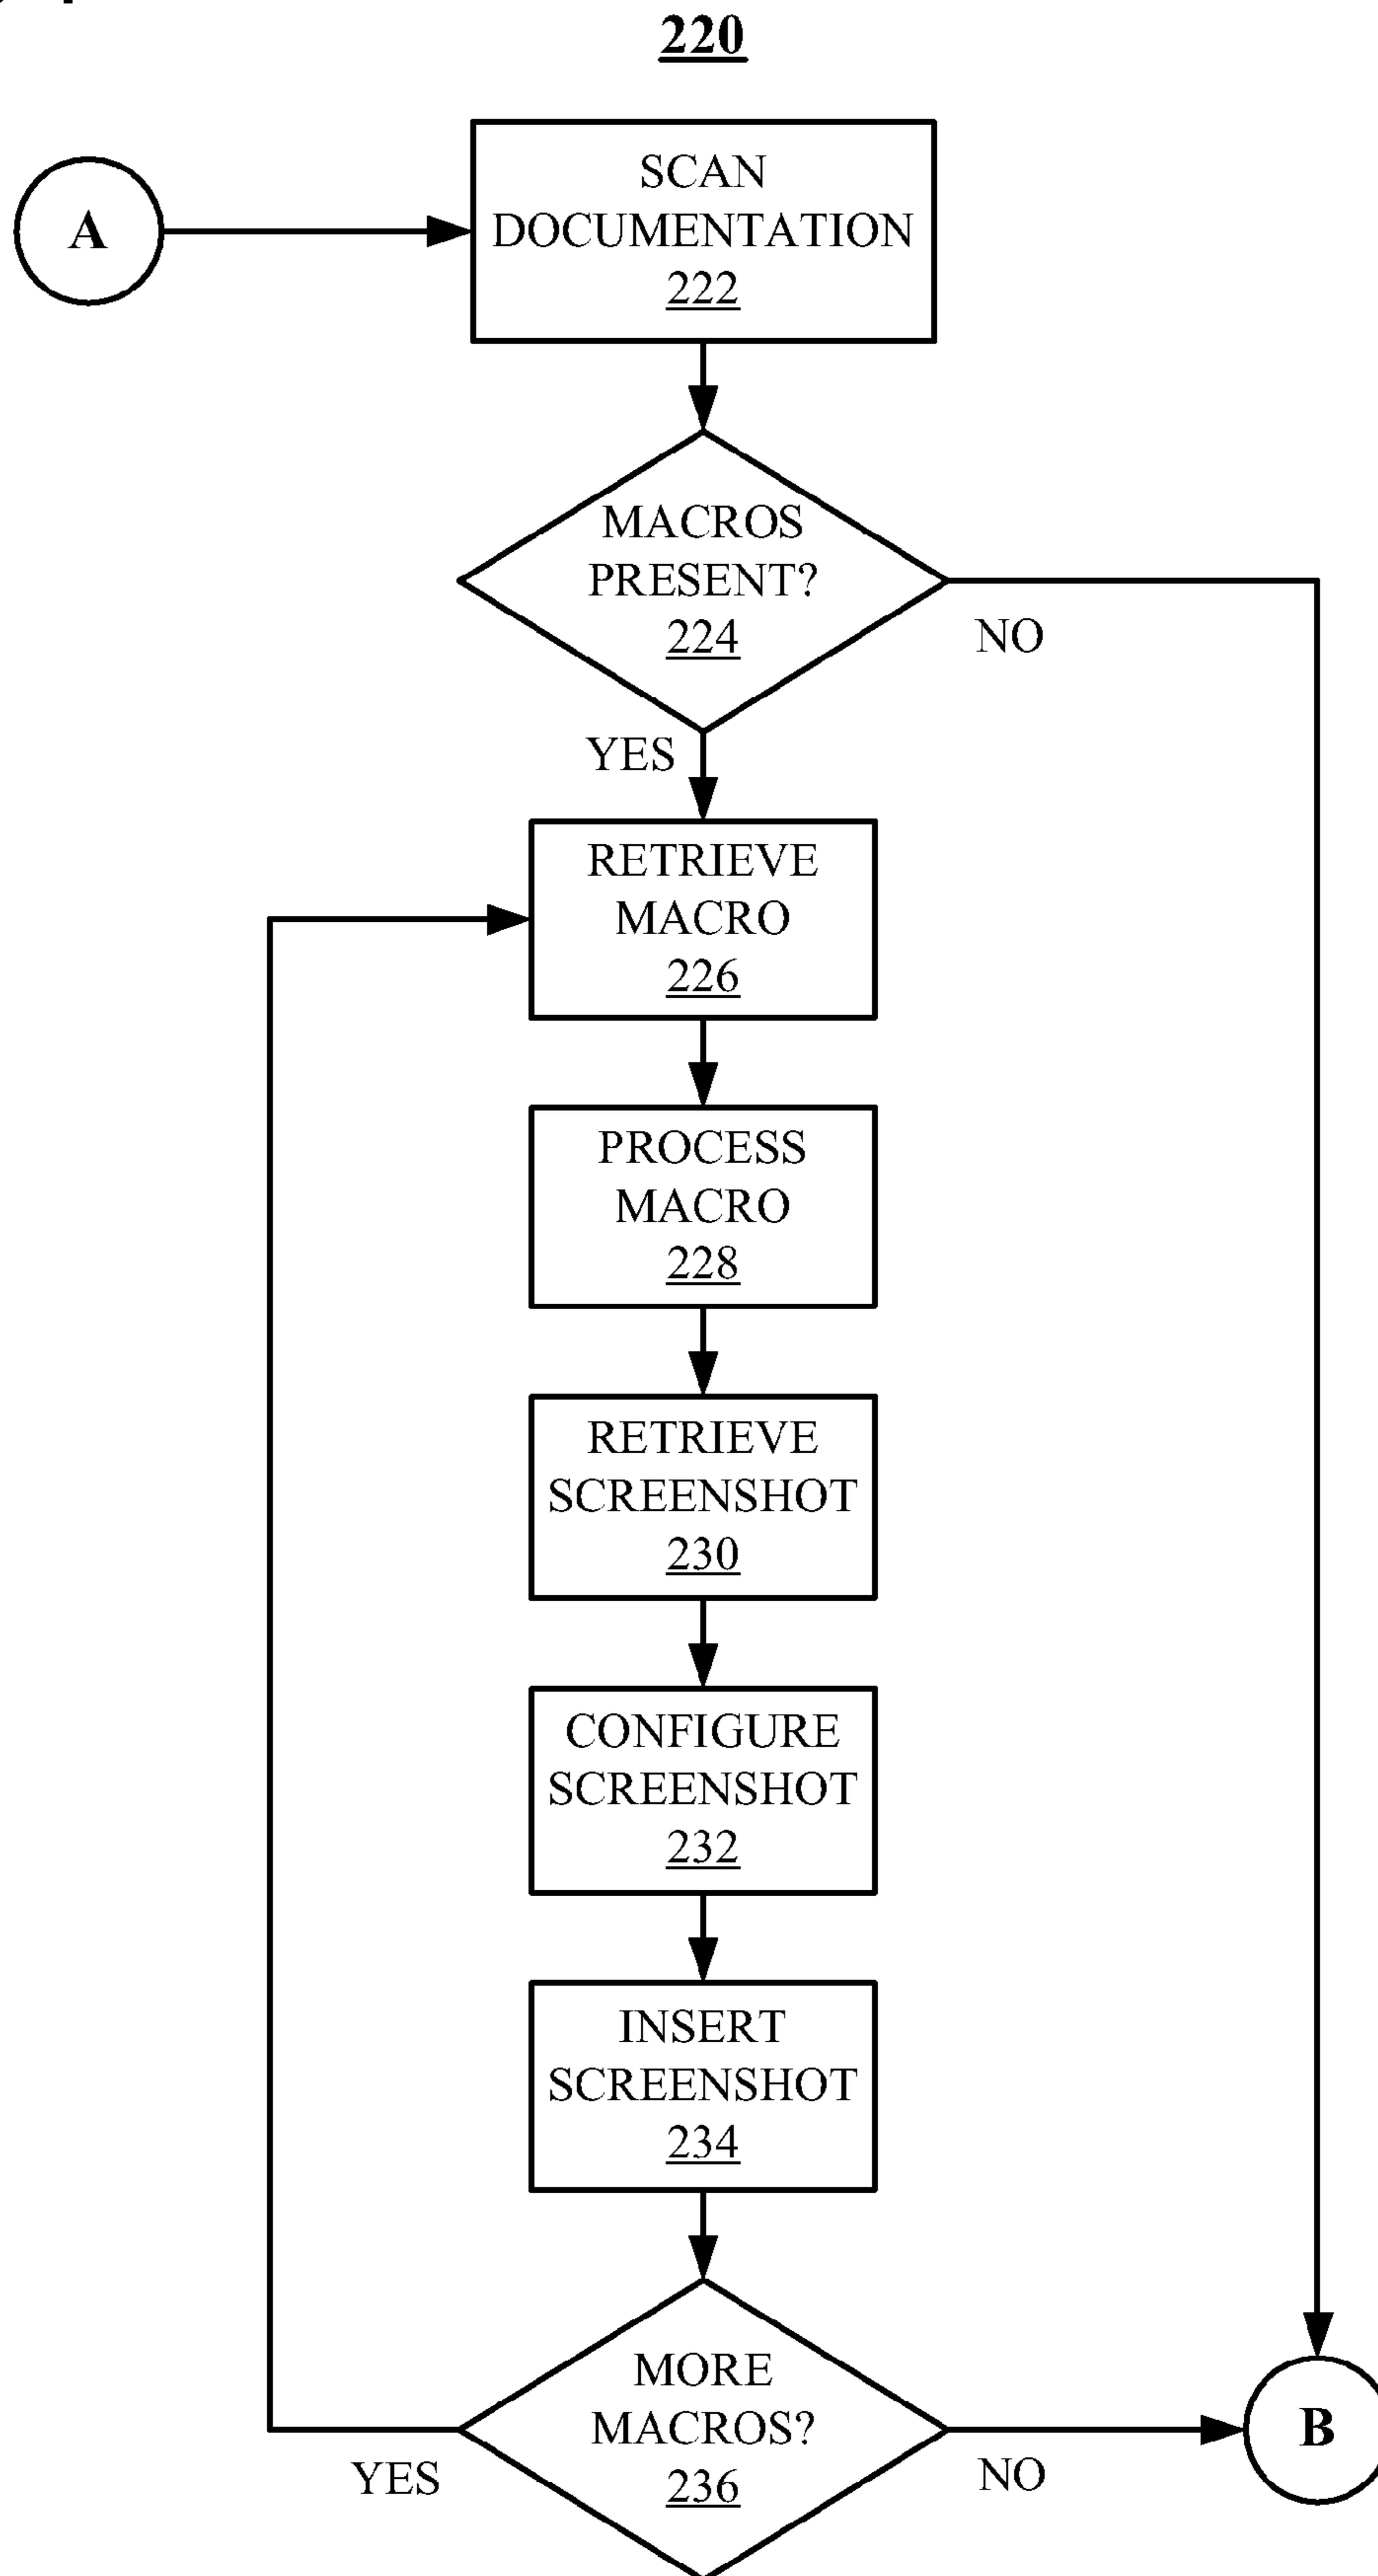 220
A
SCAN
DOCUMENTATION
222
MACROS
PRESENT?
224
NO
YES
RETRIEVE
MACRO
226
PROCESS
MACRO
228
RETRIEVE
SCREENSHOT
230
CONFIGURE
SCREENSHOT
232
INSERT
SCREENSHOT
234
MORE
MACROS?
236
YES
NO
B